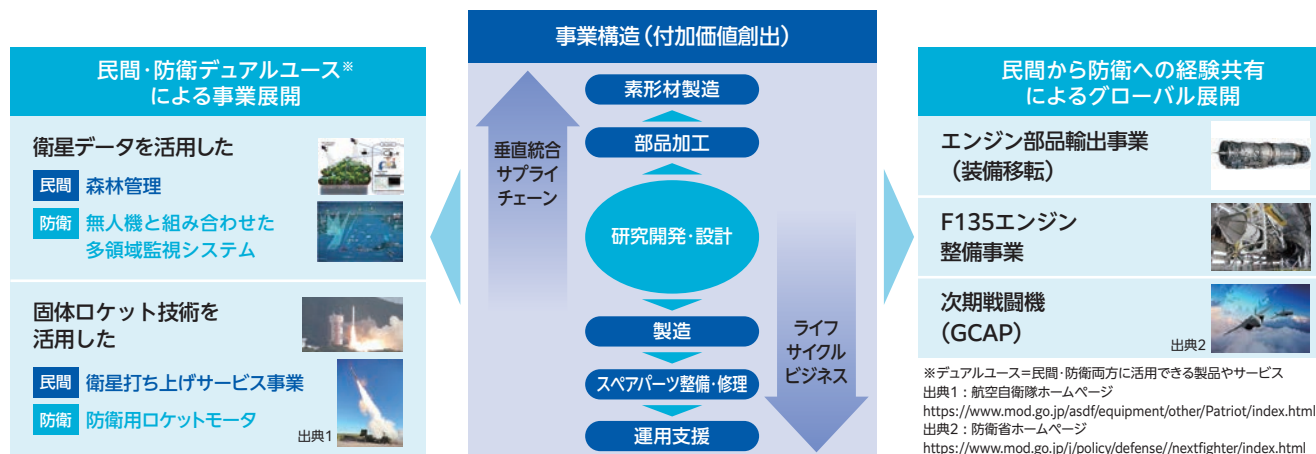 民間・防衛デュアルユース※
による事業展開
衛星データを活用した
民間 森林管理
防衛 無人機と組み合わせた
多領域監視システム
固体ロケット技術を
活用した
民間 衛星打ち上げサービス事業
防衛 防衛用ロケットモータ
出典1
事業構造（付加価値創出）
素形材製造
部品加工
垂直統合
サプライ
チェーン
研究開発・設計
製造
スペアパーツ整備・修理
運用支援
ライフ
サイクル
ビジネス
民間から防衛への経験共有
によるグローバル展開
エンジン部品輸出事業
（装備移転）
F135エンジン
整備事業
次期戦闘機
（GCAP）
出典2
※デュアルユース=民間・防衛両方に活用できる製品やサービス
出典1：航空自衛隊ホームページ
https://www.mod.go.jp/asdf/equipment/other/Patriot/index.html
出典2：防衛省ホームページ
https://www.mod.go.jp/j/policy/defense//nextfighter/index.html